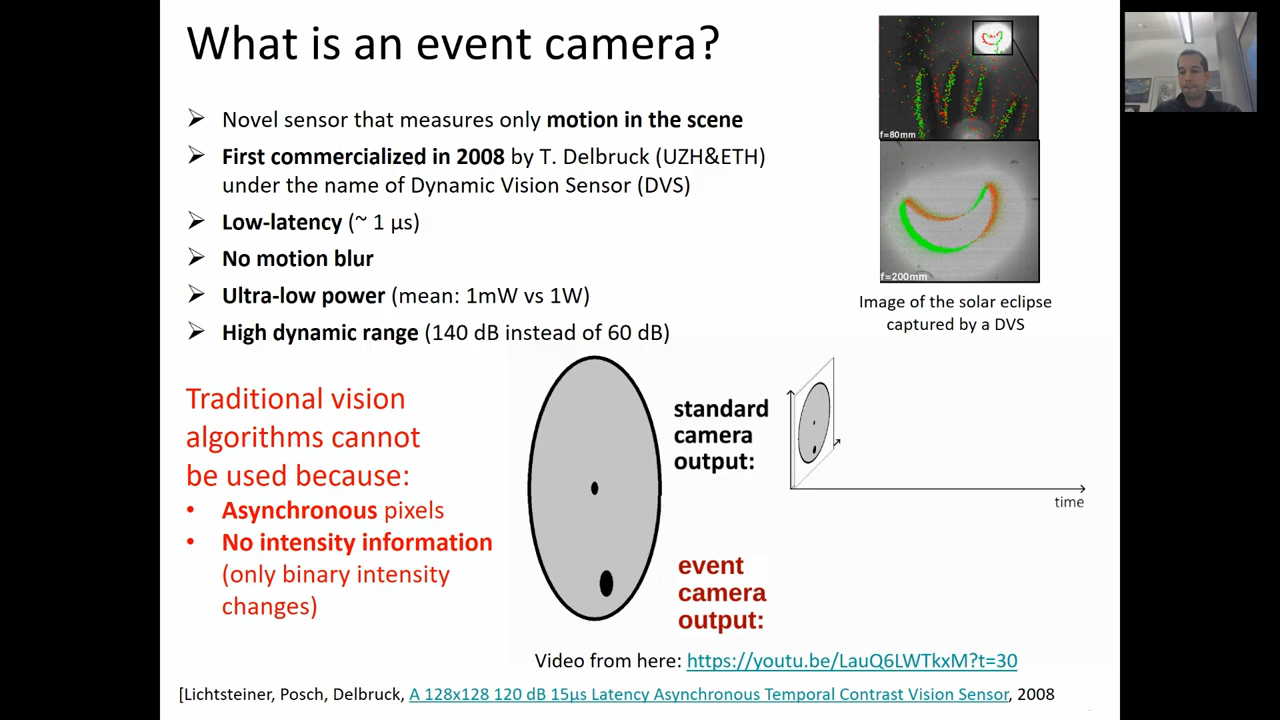 What is an event camera?
Novel sensor that measures only motion in the scene
First commercialized in 2008 by T. Delbruck (UZH&ETH)
under the name of Dynamic Vision Sensor (DVS)
Low-latency (~ 1 μs)
No motion blur
Ultra-low power (mean: 1mW vs 1W)
High dynamic range (140 dB instead of 60 dB)
f=80mm
f=200mm
Image of the solar eclipse
captured by a DVS
Traditional vision
algorithms cannot
be used because:
• Asynchronous pixels
• No intensity information
(only binary intensity
changes)
standard
camera
output:
time
event
camera
output:
Video from here: https://youtu.be/LauQ6LWTkxM?t=30
[Lichtsteiner, Posch, Delbruck, A 128x128 120 dB 15μs Latency Asynchronous Temporal Contrast Vision Sensor, 2008